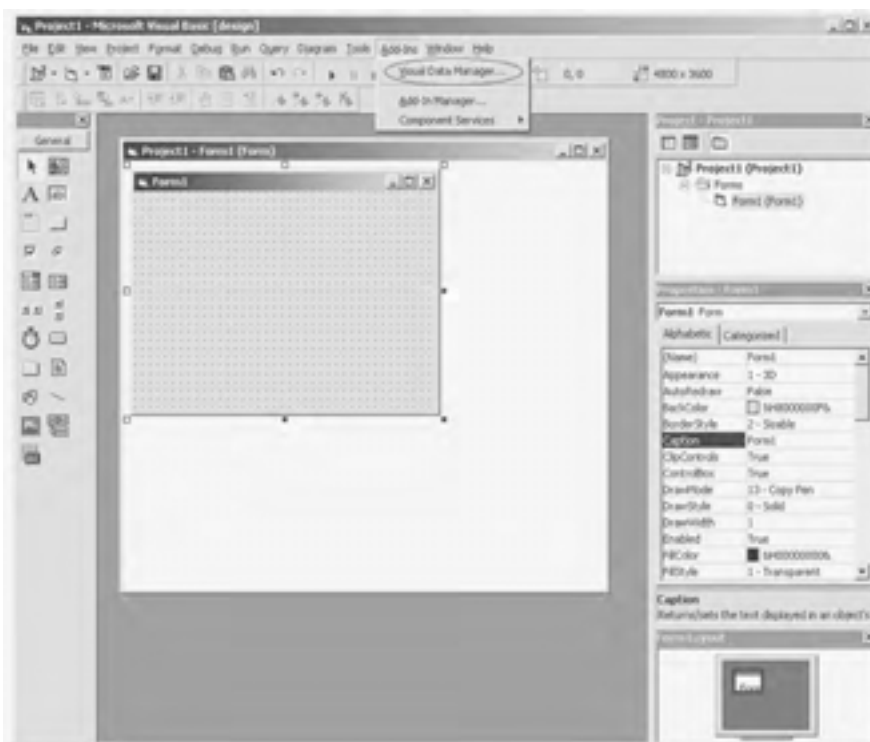 Project1 - Microsoft Visual Basic [design]
File Edit View Project Format Debug Run Query Diagram Tools Add-Ins Window Help
Visual Data Manager...
0, 0
4800 x 3600
Add-In Manager...
Component Services
General
Project1 - Form1 (Form)
Form1
Project - Project1
Project1 (Project1)
Forms
Form1 (Form1)
Properties - Form1
Form1 Form
Alphabetic Categorized
(Name) Form1
Appearance 1 - 3D
AutoRedraw False
BackColor
BorderStyle 2 - Sizable
Caption Form1
ClipControls True
ControlBox True
DrawMode 13 - Copy Pen
DrawStyle 0 - Solid
DrawWidth 1
Enabled True
FillColor
FillStyle 1 - Transparent
Caption
Returns/sets the text displayed in an object's
Form Layout